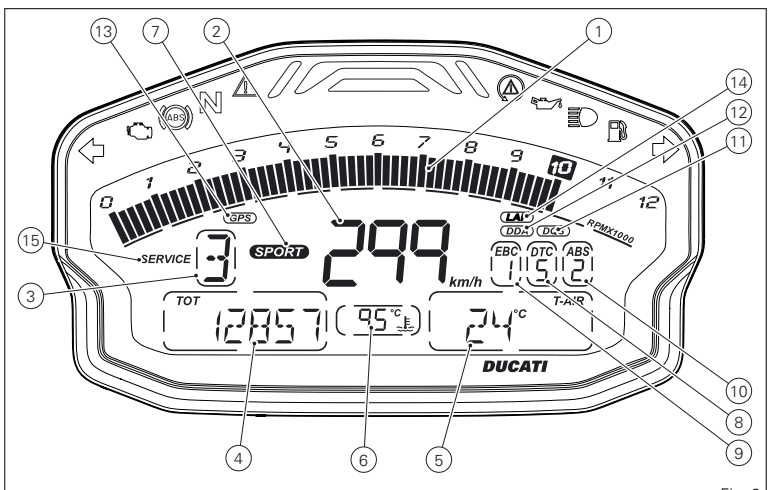 13 7 2 1
14
12
11
ABS N
0 1 2 3 4 5 6 7 8 9 10 11 12
GPS
LAP
DDA DQS
RPMX1000
15
SERVICE
3
SPORT
299
km/h
EBC DTC ABS
1 5 2
3
TOT
12857
95 °C
T-AIR
24 °C
DUCATI
10
8
9
4 6 5